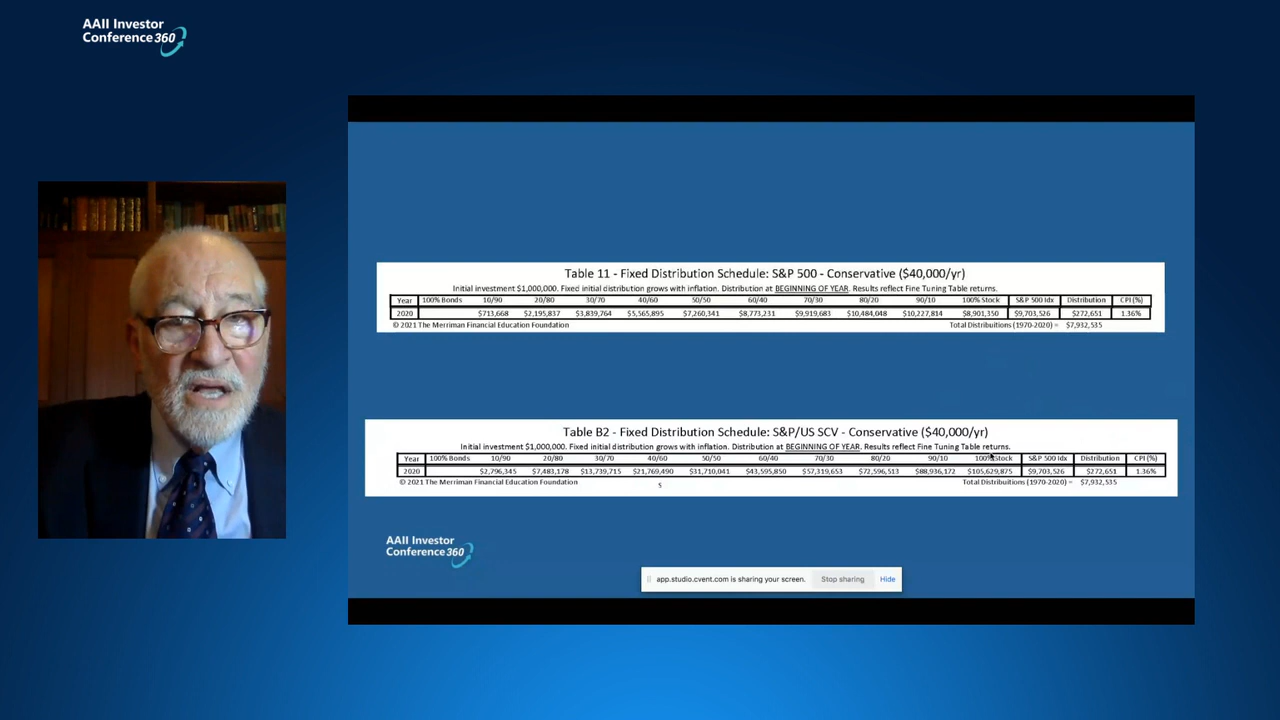 AAII Investor
Conference 360
Table 11 - Fixed Distribution Schedule: S&P 500 - Conservative ($40,000/yr)
Initial investment $1,000,000. Fixed initial distribution grows with inflation. Distribution at BEGINNING OF YEAR. Results reflect Fine Tuning Table returns.
Year 100% Bonds 10/90 20/80 30/70 40/60 50/50 60/40 70/30 80/20 90/10 100% Stock S&P 500 Idx Distribution CPI (%)
2020 $713,668 $2,195,837 $3,839,764 $5,565,895 $7,260,341 $8,773,231 $9,919,683 $10,484,048 $10,227,814 $8,901,350 $9,703,526 $272,651 1.36%
© 2021 The Merriman Financial Education Foundation Total Distribuitions (1970-2020) = $7,932,535
Table B2 - Fixed Distribution Schedule: S&P/US SCV - Conservative ($40,000/yr)
Initial investment $1,000,000. Fixed initial distribution grows with inflation. Distribution at BEGINNING OF YEAR. Results reflect Fine Tuning Table returns.
Year 100% Bonds 10/90 20/80 30/70 40/60 50/50 60/40 70/30 80/20 90/10 100% Stock S&P 500 Idx Distribution CPI (%)
2020 $2,796,345 $7,483,178 $13,739,715 $21,769,490 $31,710,041 $43,595,850 $57,319,653 $72,596,513 $88,936,172 $105,629,875 $9,703,526 $272,651 1.36%
© 2021 The Merriman Financial Education Foundation 5 Total Distribuitions (1970-2020) = $7,932,535
AAII Investor
Conference 360
app.studio.cvent.com is sharing your screen. Stop sharing Hide